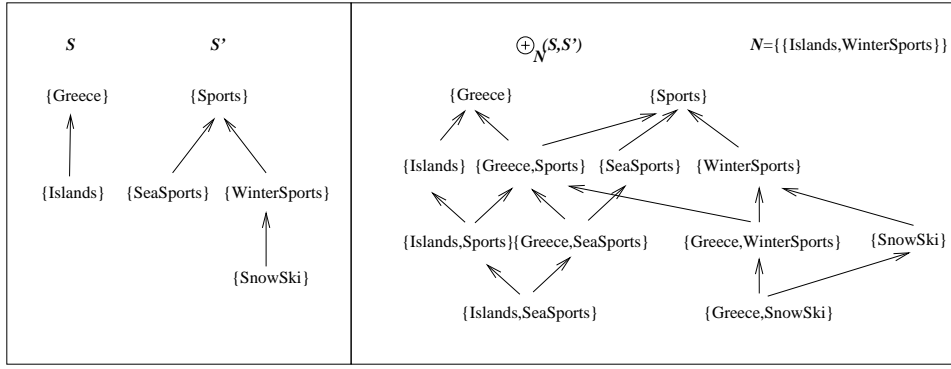 S S’
{Greece} {Sports}
{Islands} {SeaSports} {WinterSports}
{SnowSki}
⊕N(S,S’) N={{Islands,WinterSports}}
{Greece} {Sports}
{Islands} {Greece,Sports} {SeaSports} {WinterSports}
{Islands,Sports} {Greece,SeaSports} {Greece,WinterSports} {SnowSki}
{Islands,SeaSports} {Greece,SnowSki}